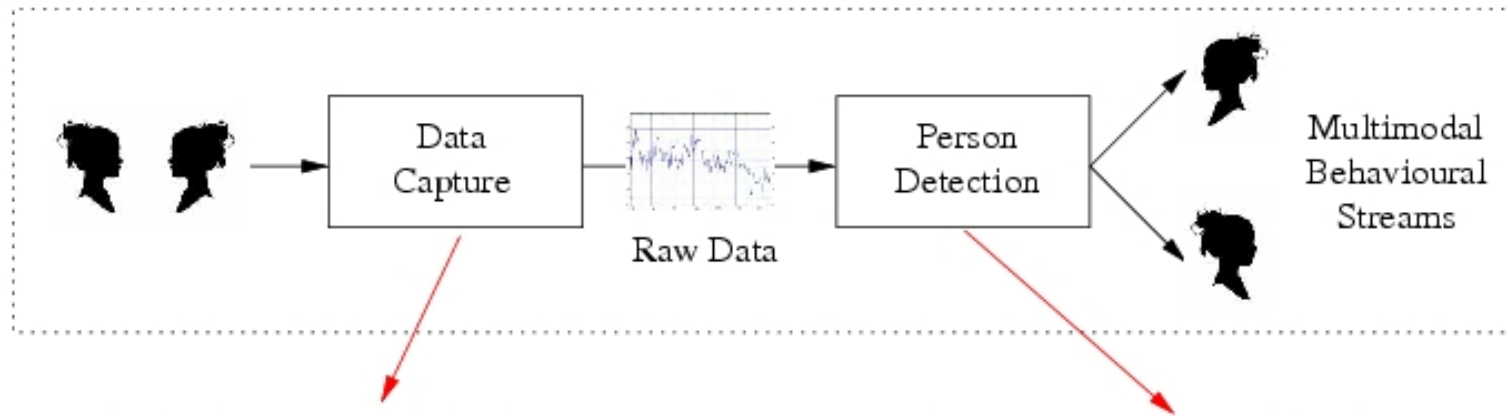 Data
Capture
Raw Data
Person
Detection
Multimodal
Behavioural
Streams